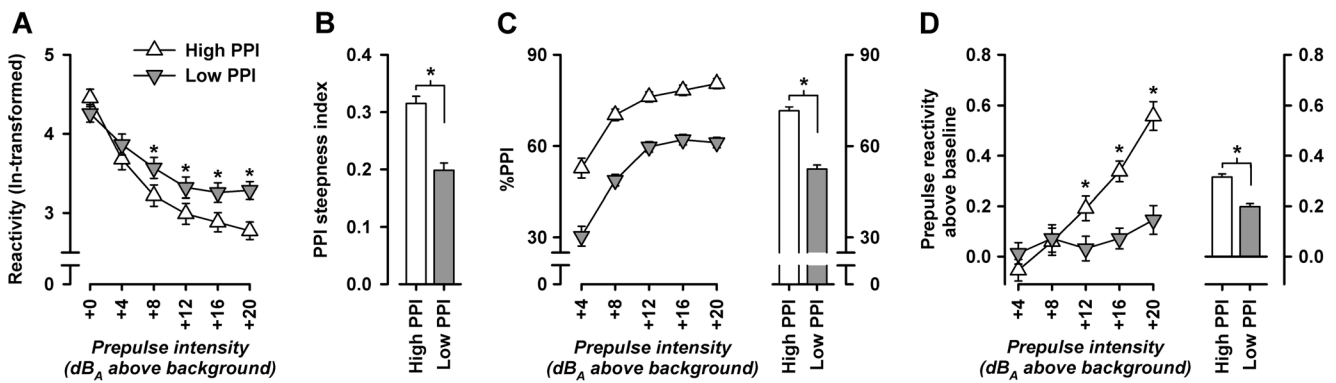 A
High PPI
Low PPI
*
*
*
*
Reactivity (ln-transformed)
5
4
3
0
+0
+4
+8
+12
+16
+20
Prepulse intensity
(dBA above background)
B
*
PPI steepness index
0.4
0.3
0.2
0.1
0.0
High PPI
Low PPI
C
*
%PPI
90
60
30
0
+4
+8
+12
+16
+20
Prepulse intensity
(dBA above background)
90
60
30
0
High PPI
Low PPI
D
*
*
*
*
Prepulse reactivity
above baseline
0.8
0.6
0.4
0.2
0.0
+4
+8
+12
+16
+20
Prepulse intensity
(dBA above background)
0.8
0.6
0.4
0.2
0.0
High PPI
Low PPI